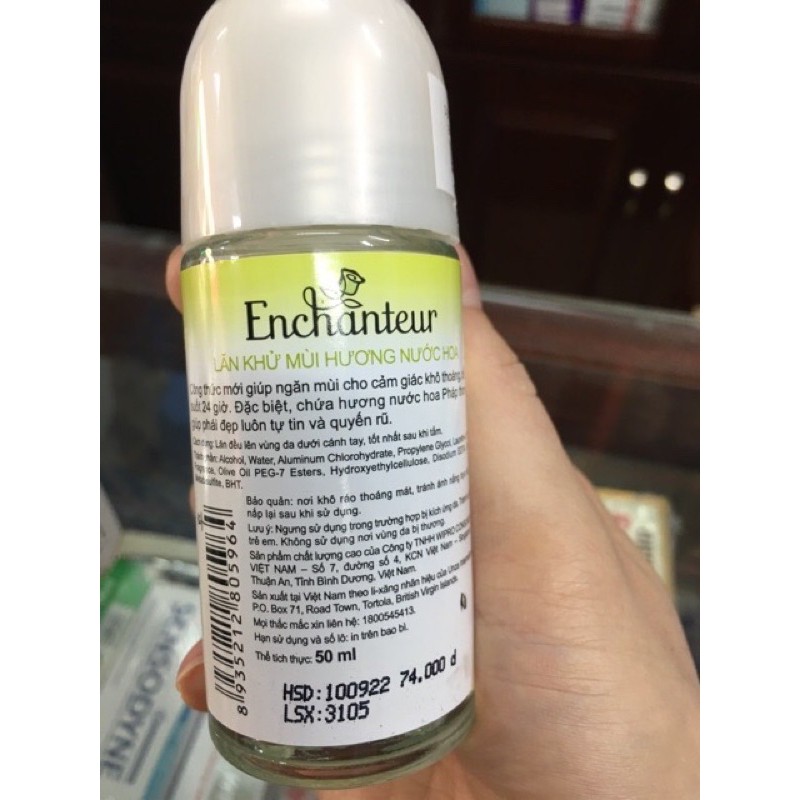 Enchanteur
LĂN KHỬ MÙI HƯƠNG NƯỚC HOA
Công thức mới giúp ngăn mùi cho cảm giác khô thoáng
suốt 24 giờ. Đặc biệt, chứa hương nước hoa Pháp
giúp phái đẹp luôn tự tin và quyến rũ.
dùng: Lăn đều lên vùng da dưới cánh tay, tốt nhất sau khi tắm.
phần: Alcohol, Water, Aluminum Chlorohydrate, Propylene Glycol,
Olive Oil PEG-7 Esters, Hydroxyethylcellulose, Disodium
BHT.
Bảo quản: nơi khô ráo thoáng mát, tránh ánh nắng
nắp lại sau khi sử dụng.
Lưu ý: Ngưng sử dụng trong trường hợp bị kích ứng da.
trẻ em. Không sử dụng nơi vùng da bị thương.
Sản phẩm chất lượng cao của Công ty TNHH WIPRO
VIỆT NAM – Số 7, đường số 4, KCN Việt Nam –
Thuận An, Tỉnh Bình Dương, Việt Nam.
Sản xuất tại Việt Nam theo li-xăng nhãn hiệu của Unza
P.O. Box 71, Road Town, Tortola, British Virgin Islands.
Mọi thắc mắc xin liên hệ: 1800545413.
Hạn sử dụng và số lô: in trên bao bì.
Thể tích thực: 50 ml
HSD:100922 74.000 đ
LSX:3105
8 935212 805964
SENSODYNE